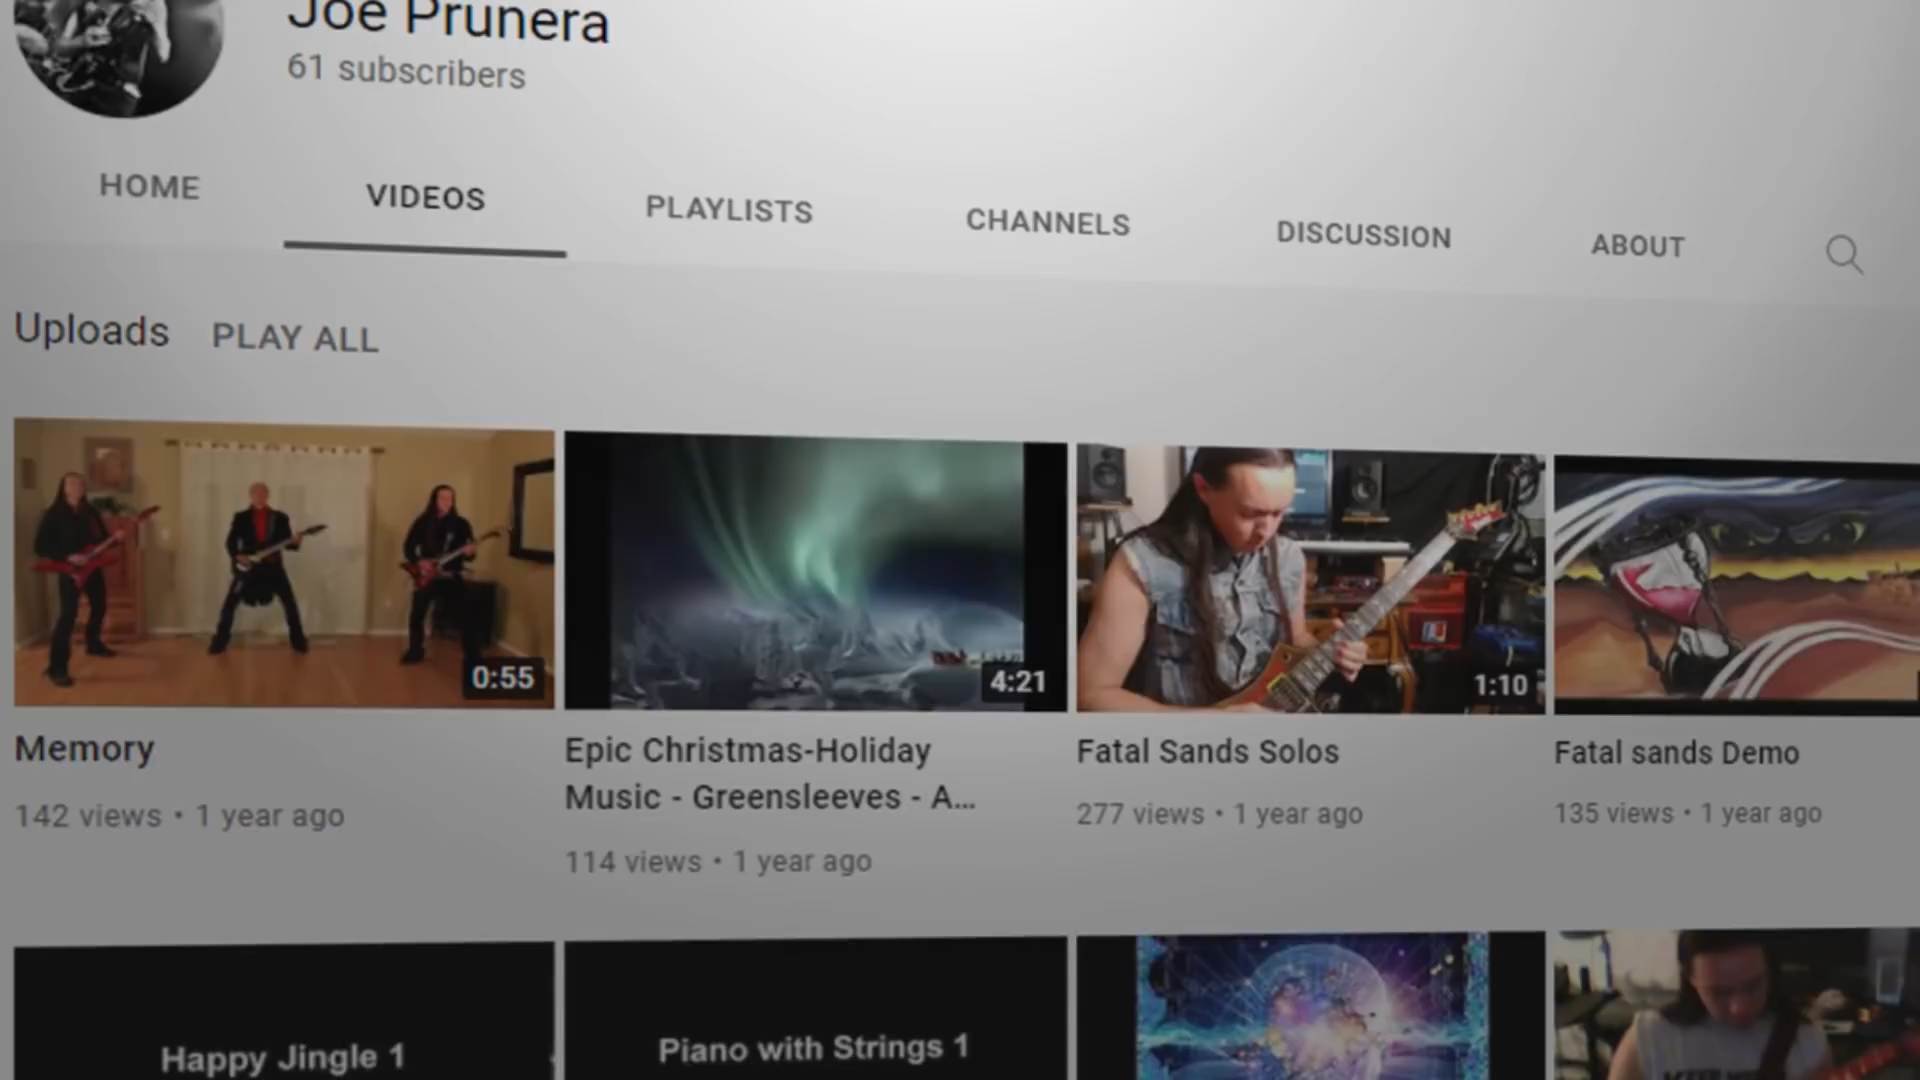 Joe Prunera
61 subscribers
HOME VIDEOS PLAYLISTS CHANNELS DISCUSSION ABOUT
Uploads PLAY ALL
0:55 4:21 1:10
Memory
142 views • 1 year ago
Epic Christmas-Holiday
Music - Greensleeves - A...
114 views • 1 year ago
Fatal Sands Solos
277 views • 1 year ago
Fatal sands Demo
135 views • 1 year ago
Happy Jingle 1
Piano with Strings 1